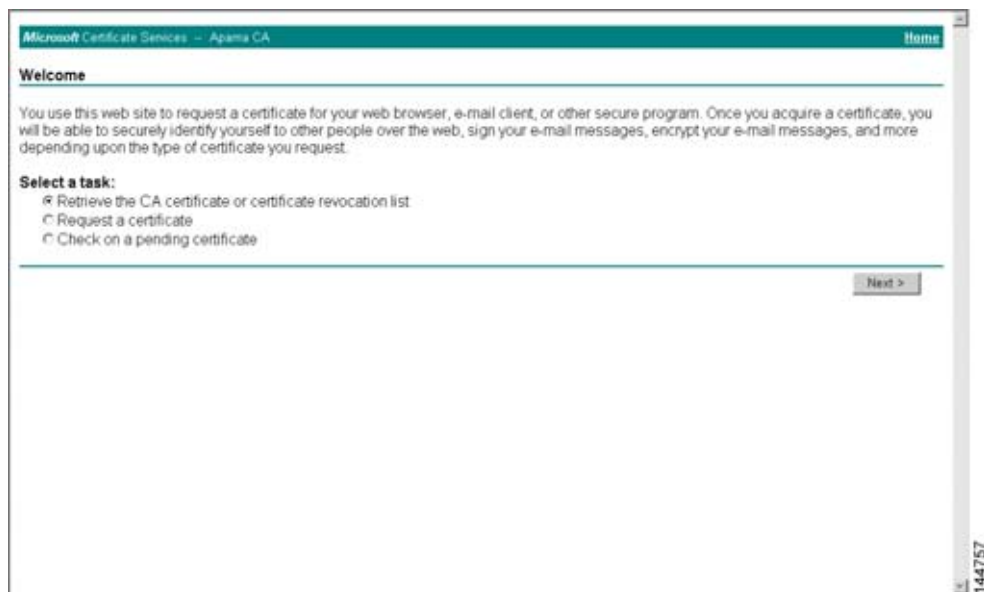 Microsoft Certificate Services -- Aparna CA Home
Welcome
You use this web site to request a certificate for your web browser, e-mail client, or other secure program. Once you acquire a certificate, you
will be able to securely identify yourself to other people over the web, sign your e-mail messages, encrypt your e-mail messages, and more
depending upon the type of certificate you request.
Select a task:
Retrieve the CA certificate or certificate revocation list
Request a certificate
Check on a pending certificate
Next >
144757